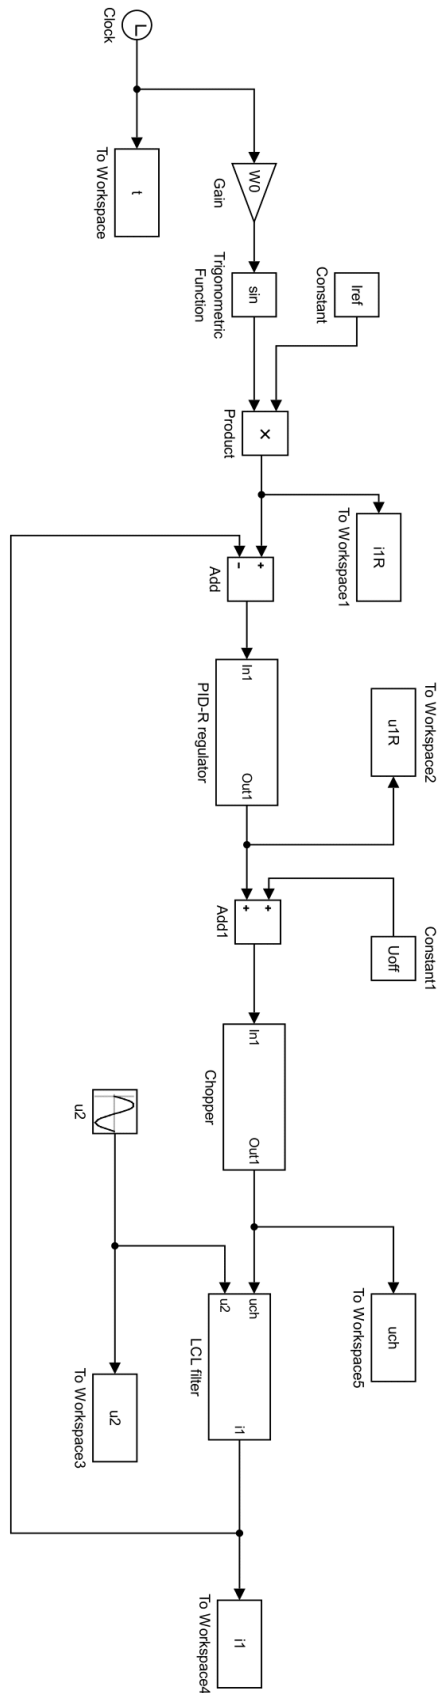 Clock
t
To Workspace
W0
Gain
sin
Trigonometric
Function
Iref
Constant
×
Product
i1R
To Workspace1
+
−
Add
In1
Out1
PID-R regulator
u1R
To Workspace2
+
+
Add1
Uoff
Constant1
In1
Out1
Chopper
uch
To Workspace5
u2
u2
To Workspace3
uch
u2
i1
LCL filter
i1
To Workspace4